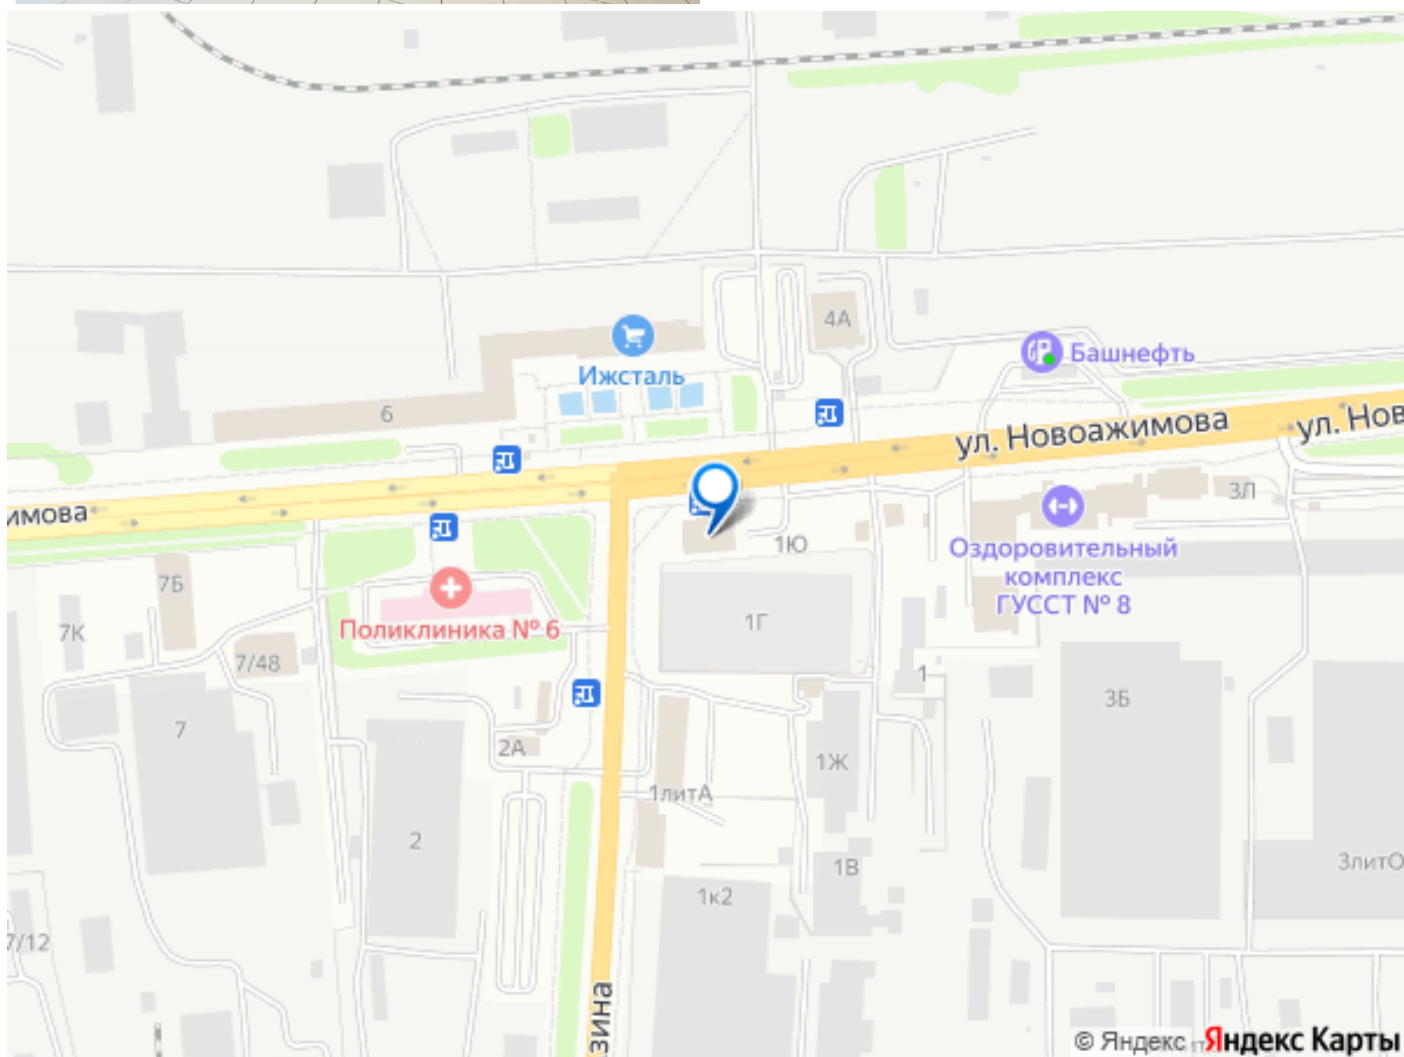 4А
Башнефть
Ижсталь
6
ул. Новоажимова
ул. Нов
имова
3Л
1Ю
Оздоровительный
комплекс
ГУССТ № 8
7Б
7К
Поликлиника № 6
1Г
7/48
1
3Б
7
2А
1Ж
1литА
2
1В
3литО
1к2
7/12
зина
© Яндекс Яндекс Карты